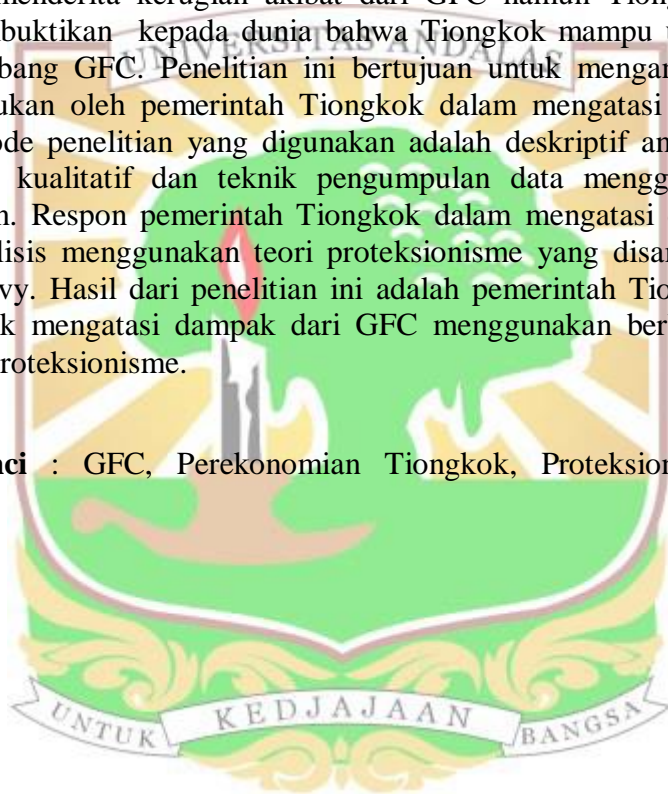 menderita kerugian akibat dari GFC namun Tiong
buktikan kepada dunia bahwa Tiongkok mampu
bang GFC. Penelitian ini bertujuan untuk mengan
ukan oleh pemerintah Tiongkok dalam mengatasi
ode penelitian yang digunakan adalah deskriptif an
kualitatif dan teknik pengumpulan data mengg
n. Respon pemerintah Tiongkok dalam mengatasi
alisis menggunakan teori proteksionisme yang disar
vy. Hasil dari penelitian ini adalah pemerintah Tio
k mengatasi dampak dari GFC menggunakan ber
proteksionisme.
nci : GFC, Perekonomian Tiongkok, Proteksion
UNIVERSITAS ANDALAS
UNTUK KEDJAJAAN BANGSA